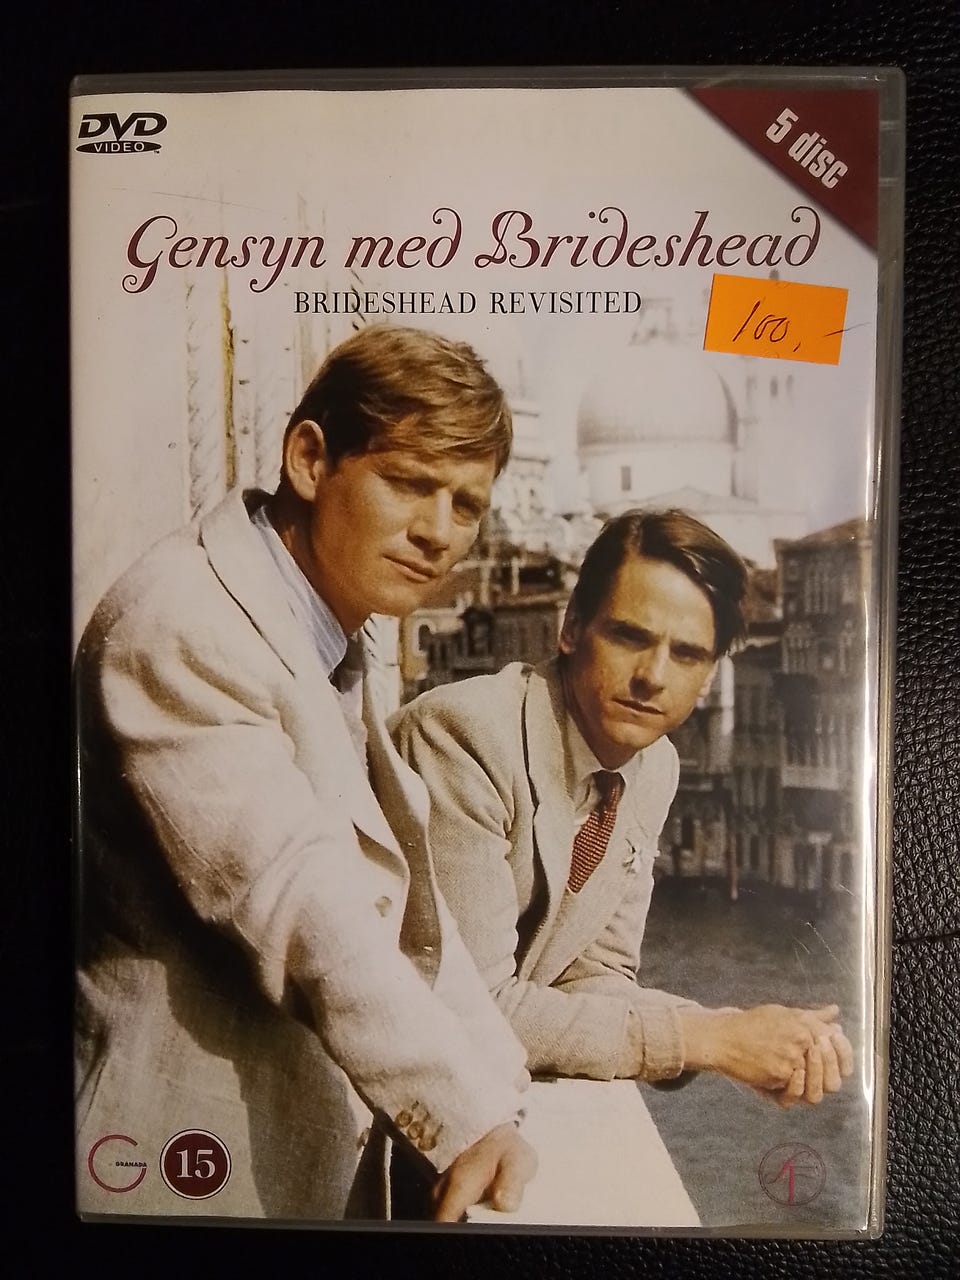 DVD
VIDEO
5 disc
Gensyn med Brideshead
BRIDESHEAD REVISITED
100,-
GRANADA
15